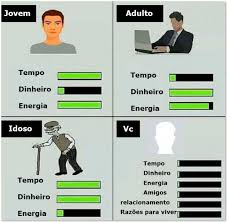 Jovem
Tempo
Dinheiro
Energia
Adulto
Tempo
Dinheiro
Energia
Idoso
Tempo
Dinheiro
Energia
Vc
Tempo
Dinheiro
Energia
Amigos
relacionamento
Razões para viver